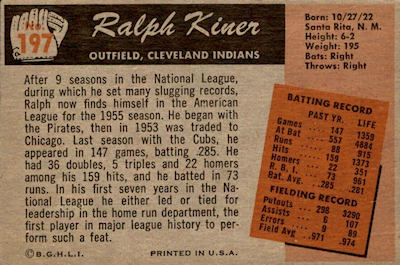 No.
197
Ralph Kiner
OUTFIELD, CLEVELAND INDIANS
Born: 10/27/22
Santa Rita, N. M.
Height: 6-2
Weight: 195
Bats: Right
Throws: Right
After 9 seasons in the National League,
during which he set many slugging records,
Ralph now finds himself in the American
League for the 1955 season. He began with
the Pirates, then in 1953 was traded to
Chicago. Last season with the Cubs, he
appeared in 147 games, batting .285. He
had 36 doubles, 5 triples and 22 homers
among his 159 hits, and he batted in 73
runs. In his first seven years in the Na-
tional League he either led or tied for
leadership in the home run department, the
first player in major league history to per-
form such a feat.
BATTING RECORD
PAST YR. LIFE
Games 147 1359
At Bat 557 4884
Runs 88 915
Hits 159 1373
Homers 22 351
R. B. I. 73 961
Bat. Avg. .285 .281
FIELDING RECORD
Putouts 298 3290
Assists 6 107
Errors 9 89
Field Avg .971 .974
©B.G.H.L.I. PRINTED IN U.S.A.